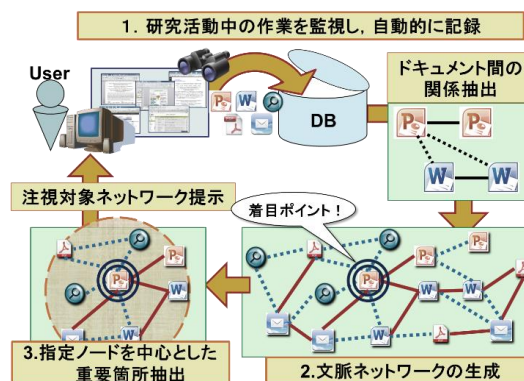 1. 研究活動中の作業を監視し，自動的に記録
User
DB
ドキュメント間の
関係抽出
注視対象ネットワーク提示
着目ポイント！
3.指定ノードを中心とした
重要箇所抽出
2.文脈ネットワークの生成